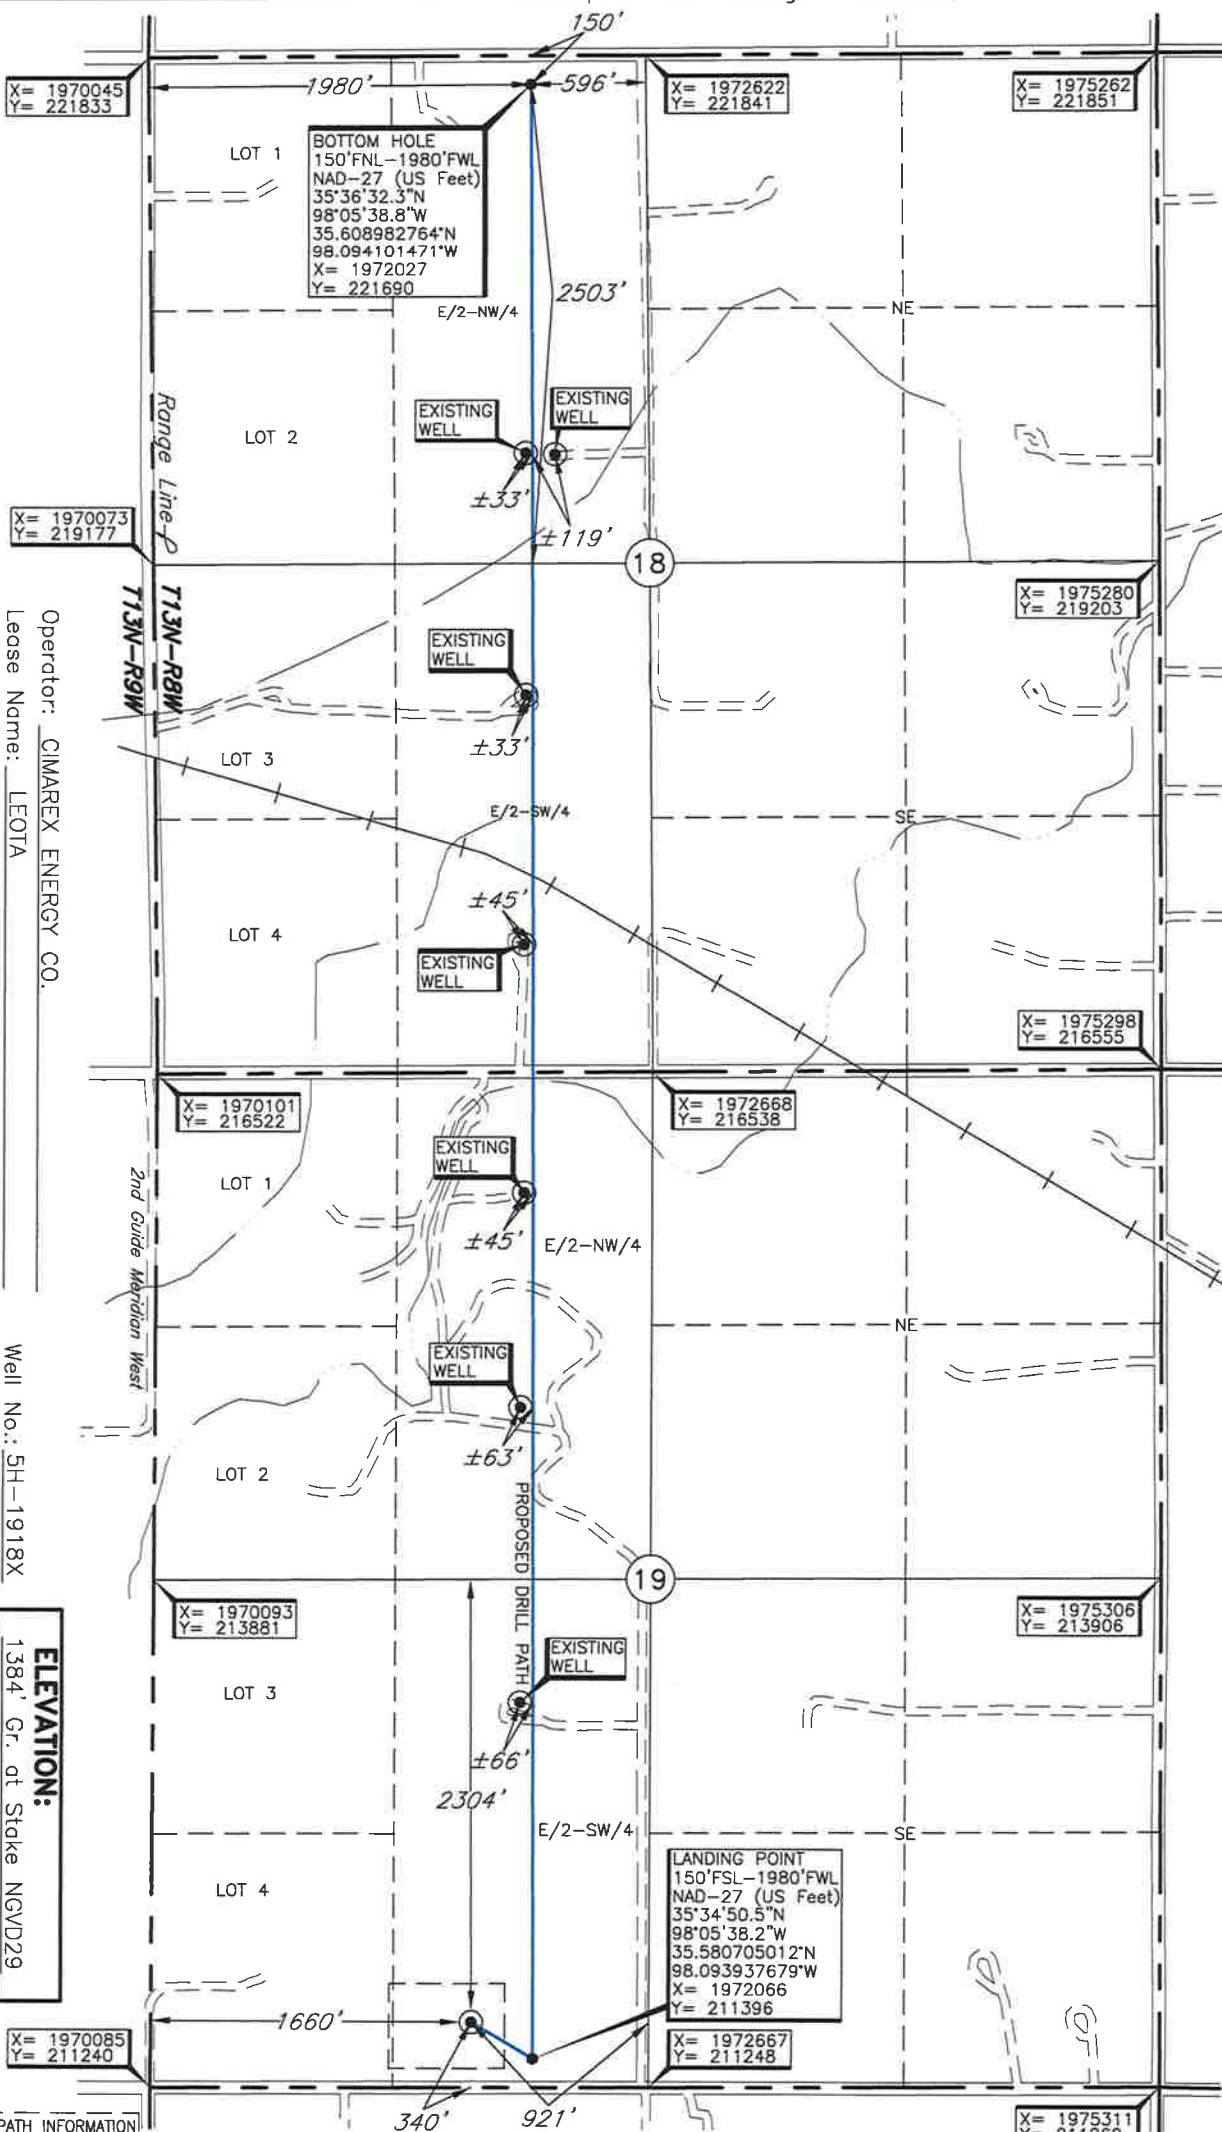 150'
X= 1970045
Y= 221833
1980'
596'
X= 1972622
Y= 221841
X= 1975262
Y= 221851
LOT 1
BOTTOM HOLE
150'FNL-1980'FWL
NAD-27 (US Feet)
35°36'32.3"N
98°05'38.8"W
35.608982764°N
98.094101471°W
X= 1972027
Y= 221690
2503'
E/2-NW/4
NE
EXISTING
WELL
EXISTING
WELL
LOT 2
Range Line
±33'
±119'
X= 1970073
Y= 219177
18
X= 1975280
Y= 219203
T13N-R9W
T13N-R8W
EXISTING
WELL
±33'
LOT 3
E/2-SW/4
SE
±45'
LOT 4
EXISTING
WELL
X= 1975298
Y= 216555
X= 1970101
Y= 216522
X= 1972668
Y= 216538
EXISTING
WELL
LOT 1
2nd Guide Meridian West
±45'
E/2-NW/4
NE
EXISTING
WELL
±63'
LOT 2
PROPOSED DRILL PATH
19
X= 1970093
Y= 213881
X= 1975306
Y= 213906
EXISTING
WELL
LOT 3
±66'
2304'
E/2-SW/4
SE
LOT 4
LANDING POINT
150'FSL-1980'FWL
NAD-27 (US Feet)
35°34'50.5"N
98°05'38.2"W
35.580705012°N
98.093937679°W
X= 1972066
Y= 211396
1660'
X= 1970085
Y= 211240
X= 1972667
Y= 211248
340'
921'
X= 1975311
PATH INFORMATION
Operator: CIMAREX ENERGY CO.
Lease Name: LEOTA
Well No.: 5H-1918X
ELEVATION:
1384' Gr. at Stake NGVD29